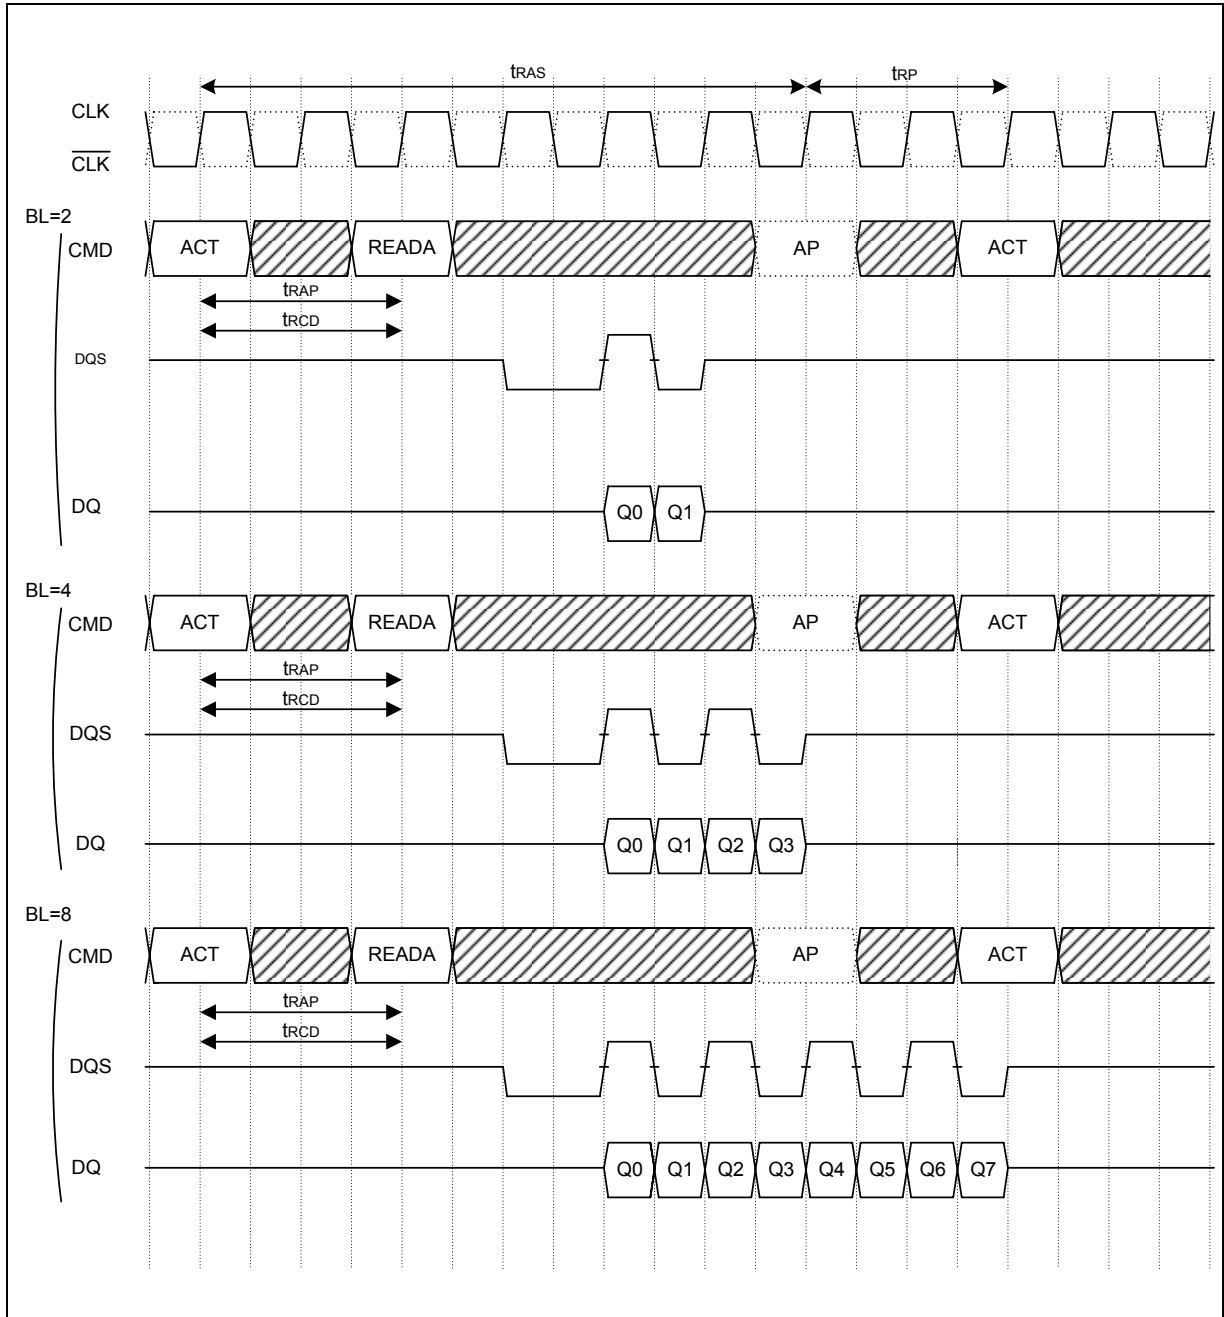 tRAS tRP
CLK
CLK
BL=2
CMD ACT READA AP ACT
tRAP
tRCD
DQS
DQ Q0 Q1
BL=4
CMD ACT READA AP ACT
tRAP
tRCD
DQS
DQ Q0 Q1 Q2 Q3
BL=8
CMD ACT READA AP ACT
tRAP
tRCD
DQS
DQ Q0 Q1 Q2 Q3 Q4 Q5 Q6 Q7